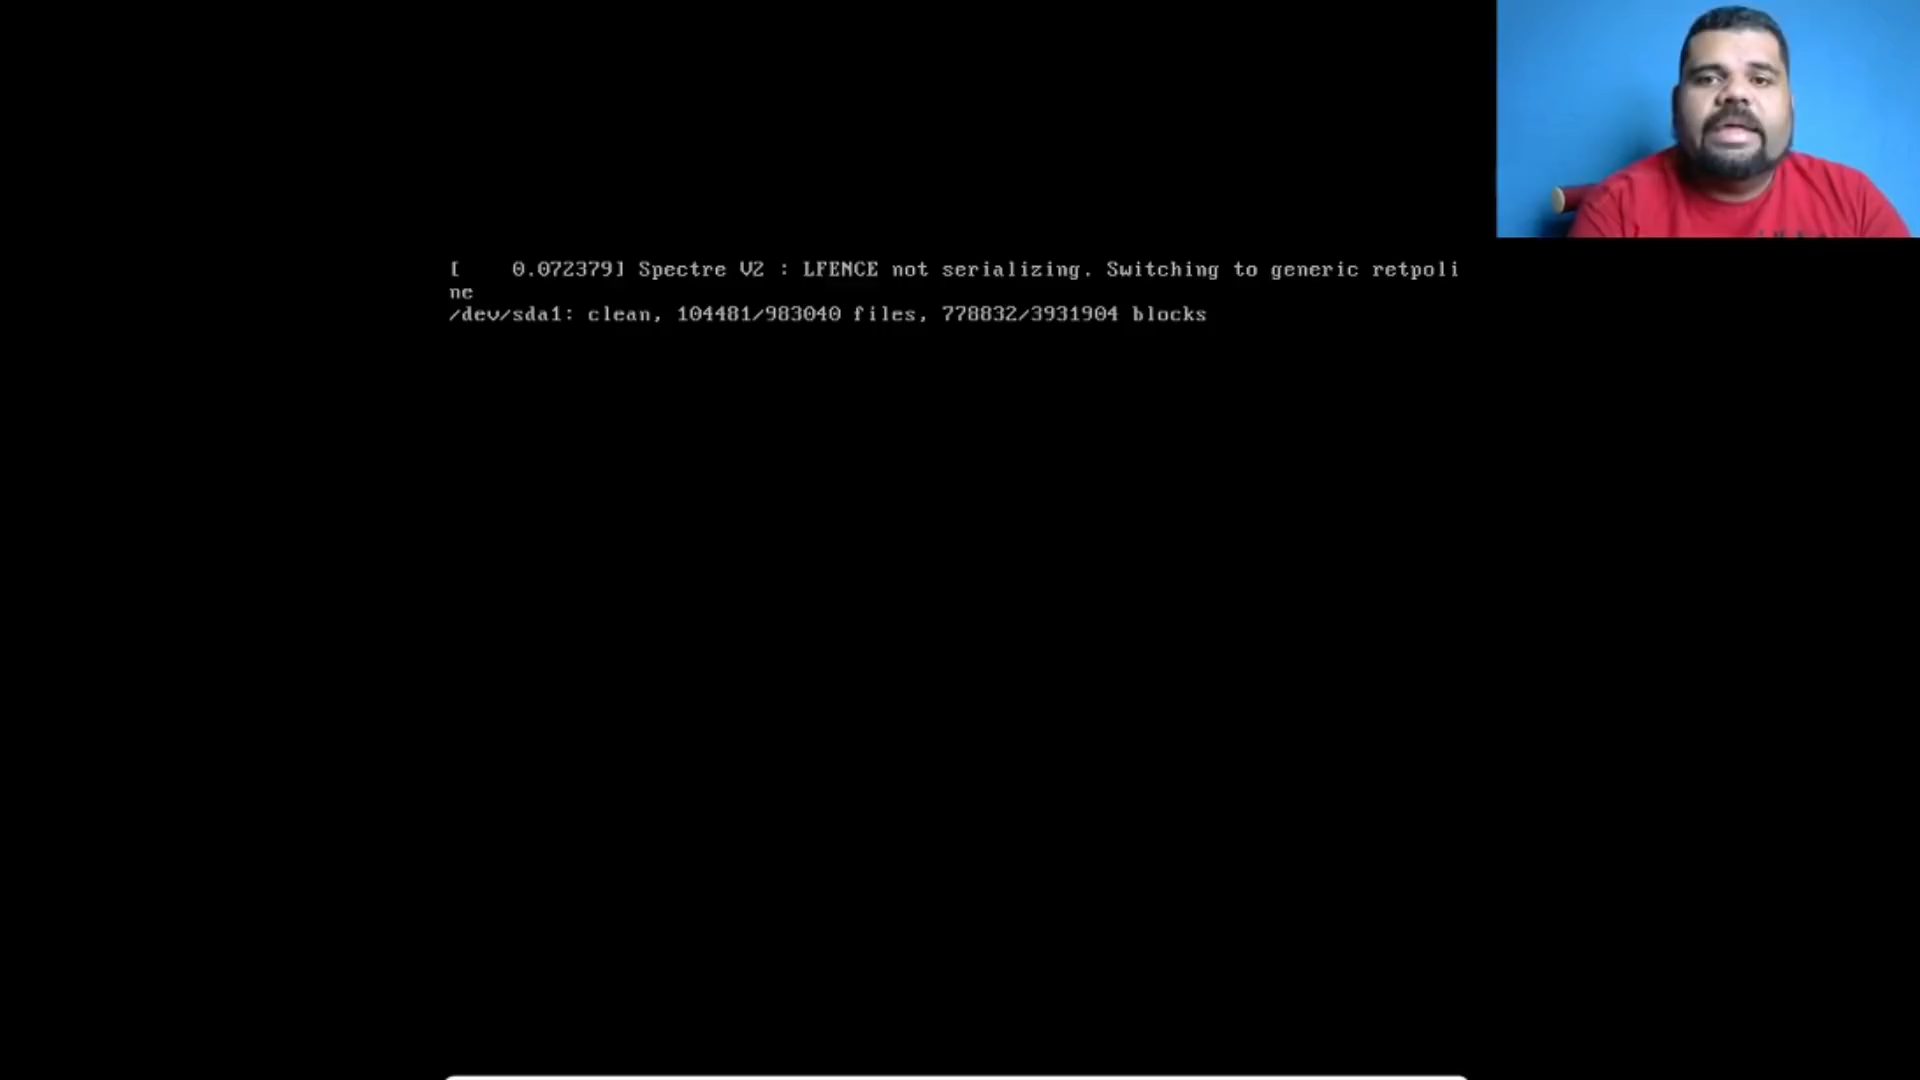 [    0.072379] Spectre V2 : LFENCE not serializing. Switching to generic retpoli
ne
/dev/sda1: clean, 104481/983040 files, 778832/3931904 blocks